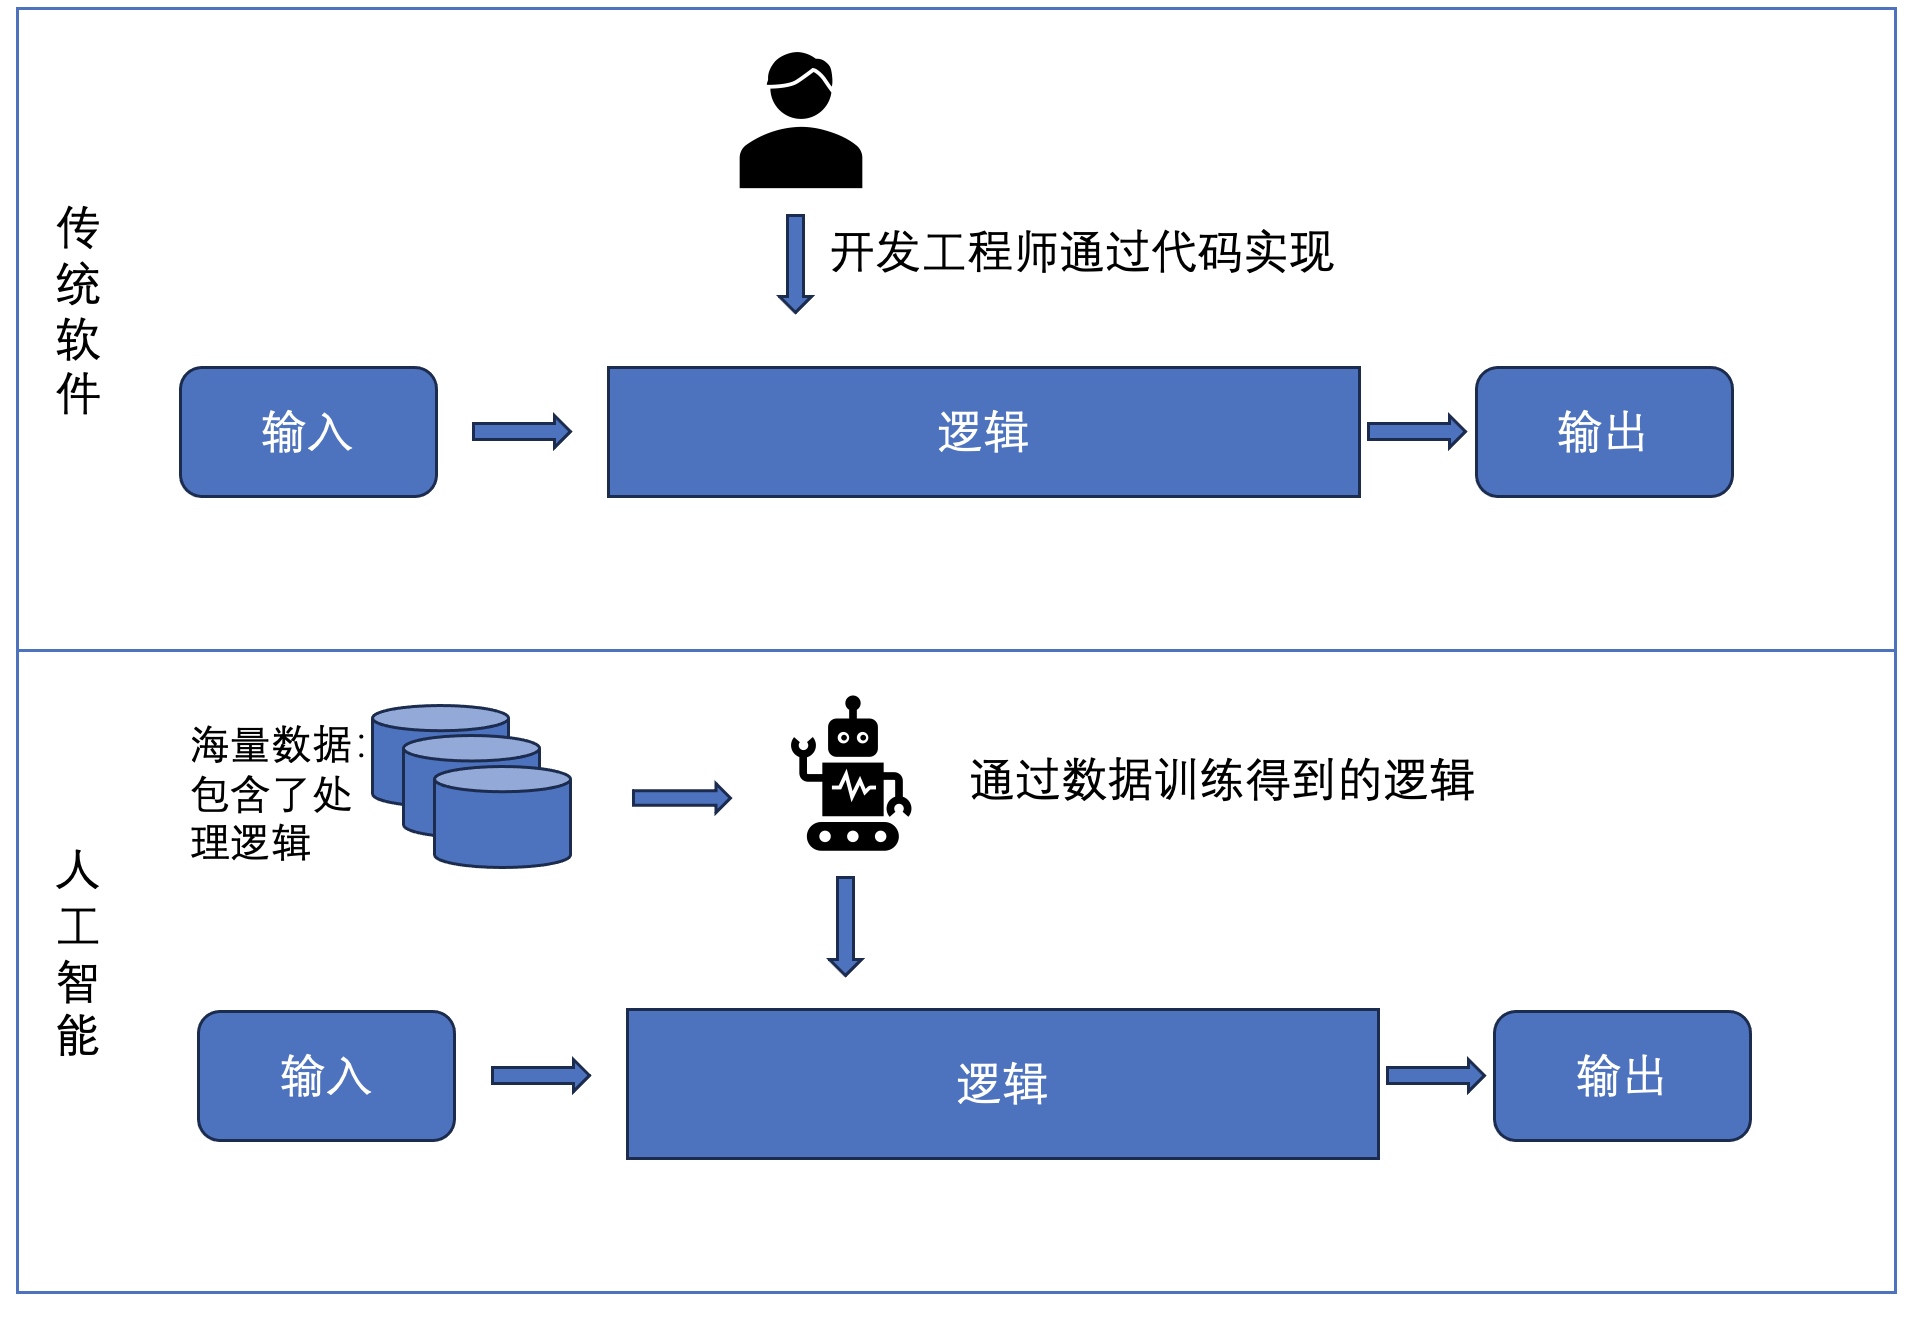 传统软件
开发工程师通过代码实现
输入
逻辑
输出
人工智能
海量数据：
包含了处
理逻辑
通过数据训练得到的逻辑
输入
逻辑
输出